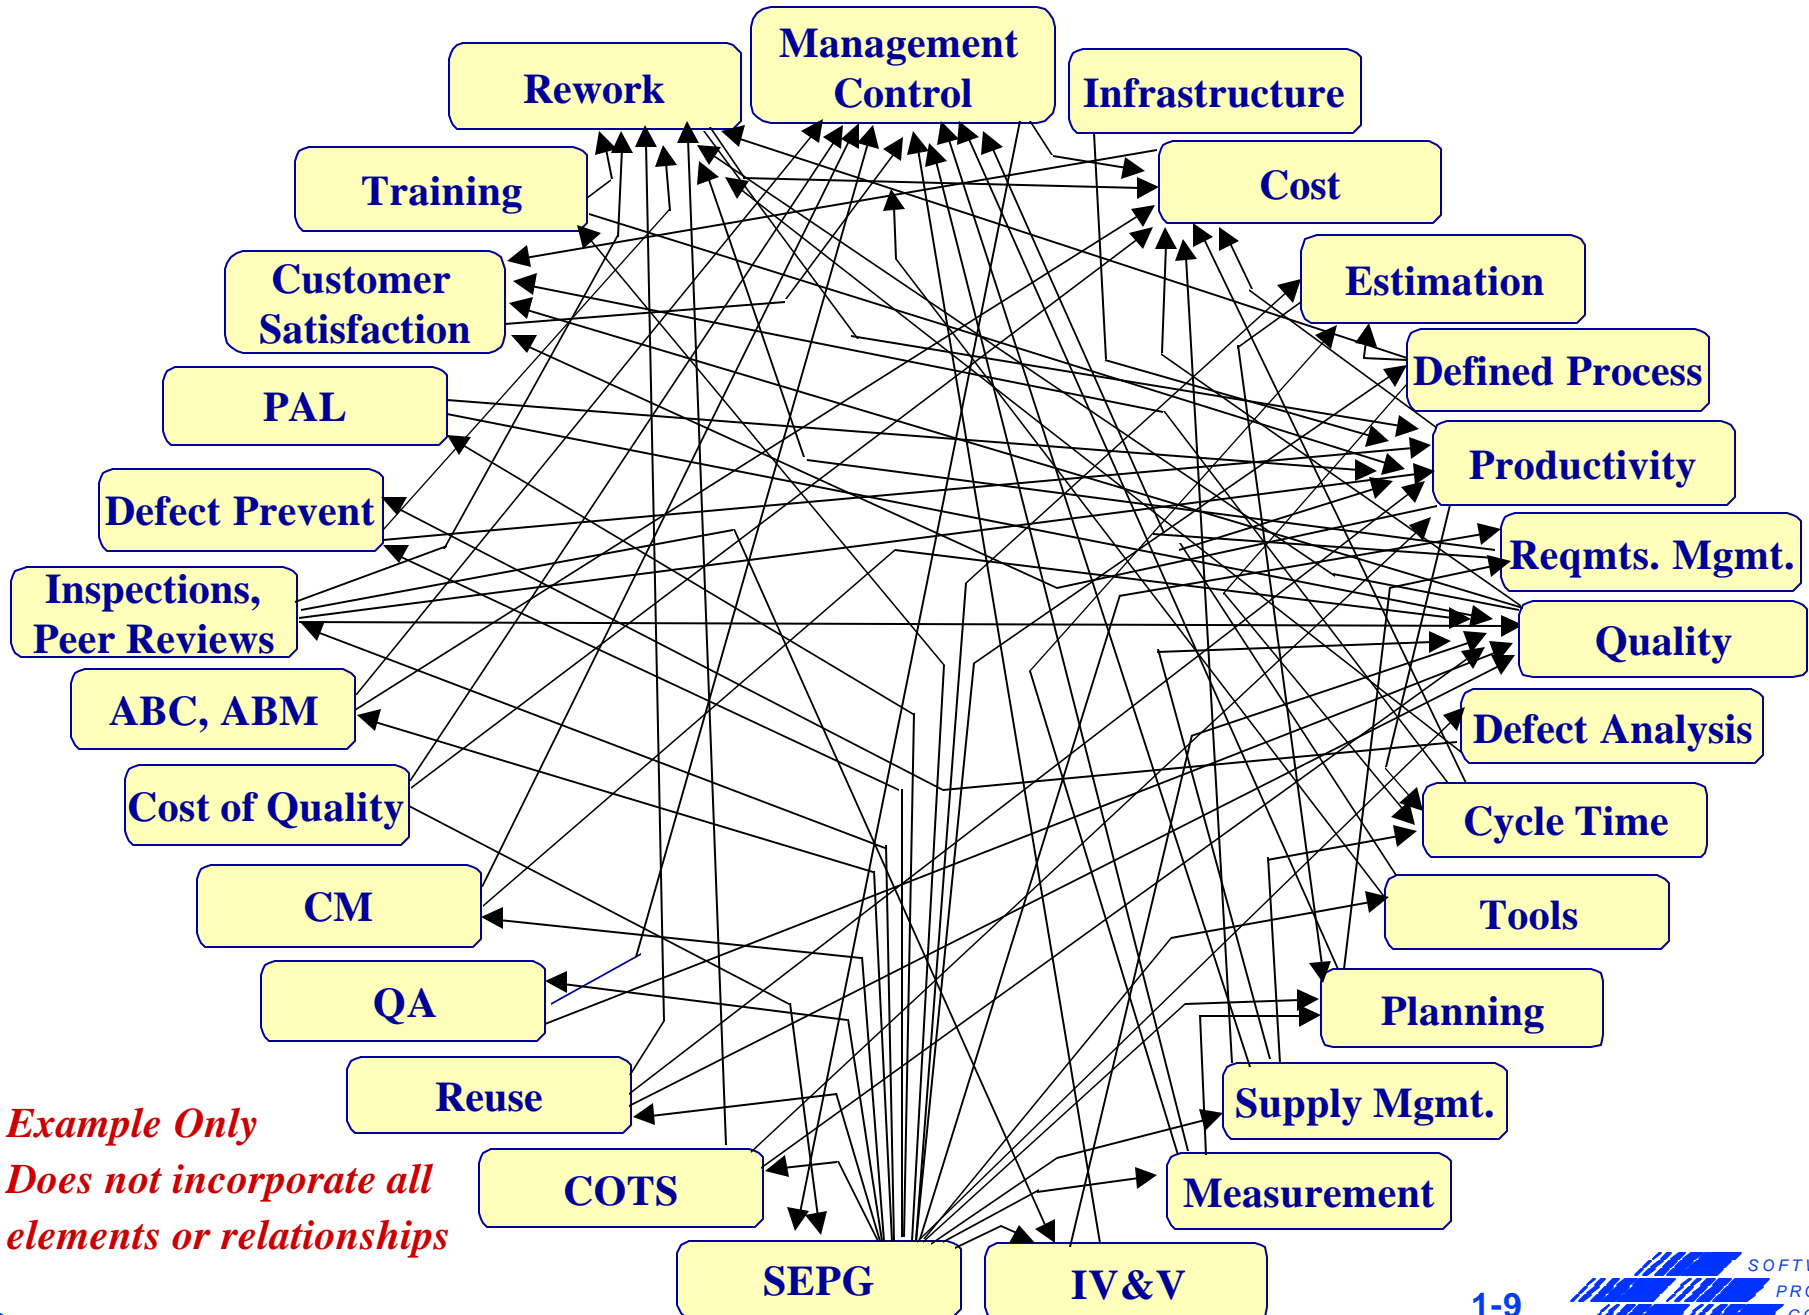 Management
Control
Rework
Infrastructure
Training
Cost
Customer
Satisfaction
Estimation
Defined Process
PAL
Productivity
Defect Prevent
Reqmts. Mgmt.
Inspections,
Peer Reviews
Quality
ABC, ABM
Defect Analysis
Cost of Quality
Cycle Time
CM
Tools
QA
Planning
Reuse
Supply Mgmt.
COTS
Measurement
SEPG
IV&V
Example Only
Does not incorporate all
elements or relationships
1-9